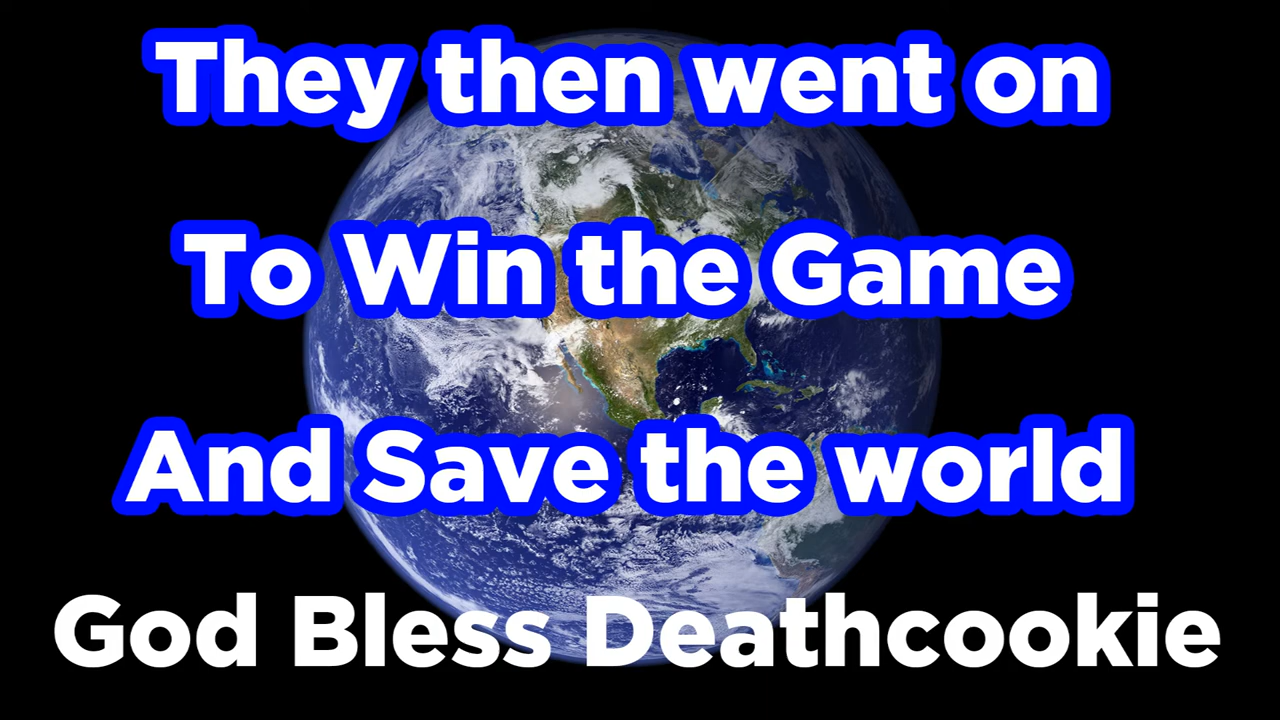 They then went on
To Win the Game
And Save the world
God Bless Deathcookie